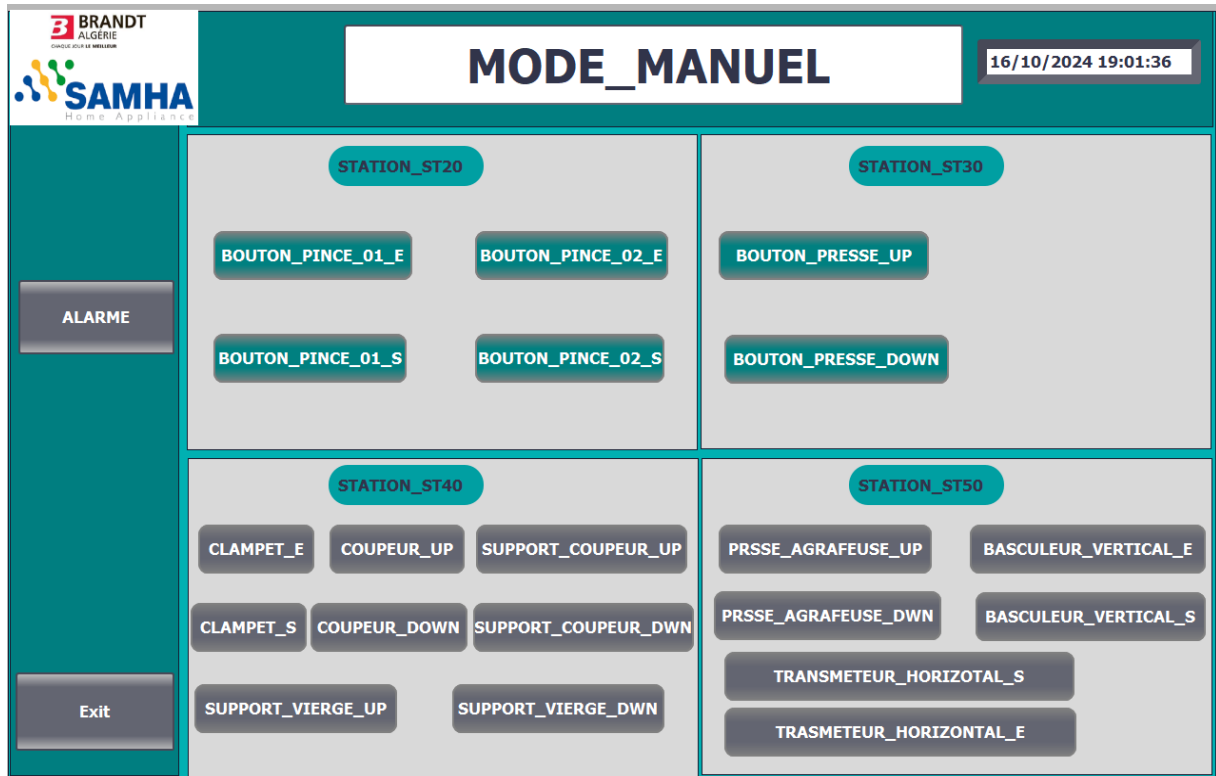 BRANDT
ALGÉRIE
CHAQUE JOUR LE MEILLEUR
SAMHA
Home Appliance
MODE_MANUEL
16/10/2024 19:01:36
ALARME
Exit
STATION_ST20
BOUTON_PINCE_01_E BOUTON_PINCE_02_E
BOUTON_PINCE_01_S BOUTON_PINCE_02_S
STATION_ST30
BOUTON_PRESSE_UP
BOUTON_PRESSE_DOWN
STATION_ST40
CLAMPET_E COUPEUR_UP SUPPORT_COUPEUR_UP
CLAMPET_S COUPEUR_DOWN SUPPORT_COUPEUR_DWN
SUPPORT_VIERGE_UP SUPPORT_VIERGE_DWN
STATION_ST50
PRSSE_AGRAFEUSE_UP BASCULEUR_VERTICAL_E
PRSSE_AGRAFEUSE_DWN BASCULEUR_VERTICAL_S
TRANSMETEUR_HORIZOTAL_S
TRASMETEUR_HORIZONTAL_E